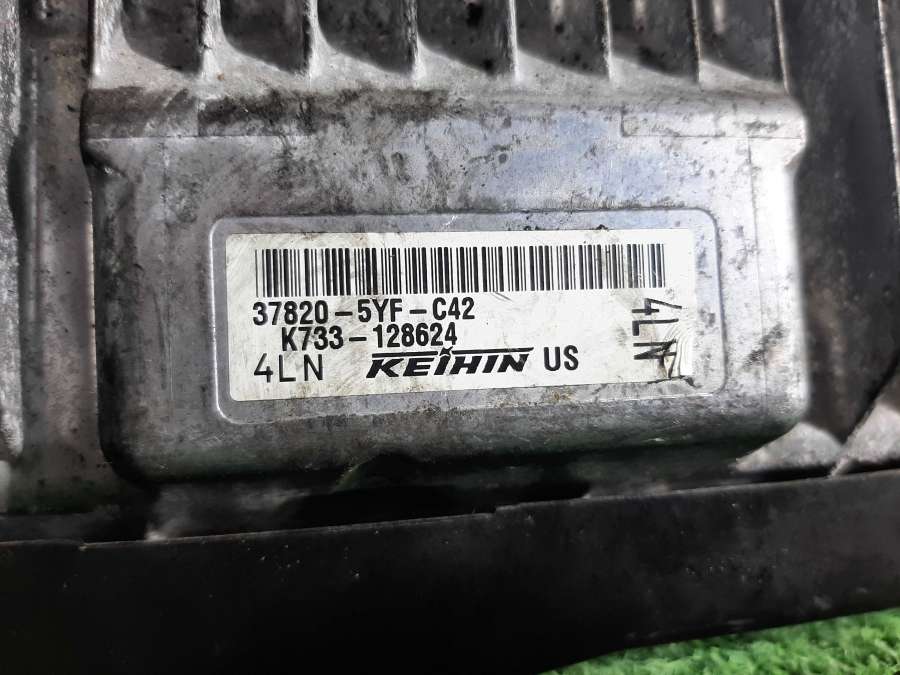 37820-5YF-C42
K733-128624
4LN KEIHIN US
4LN